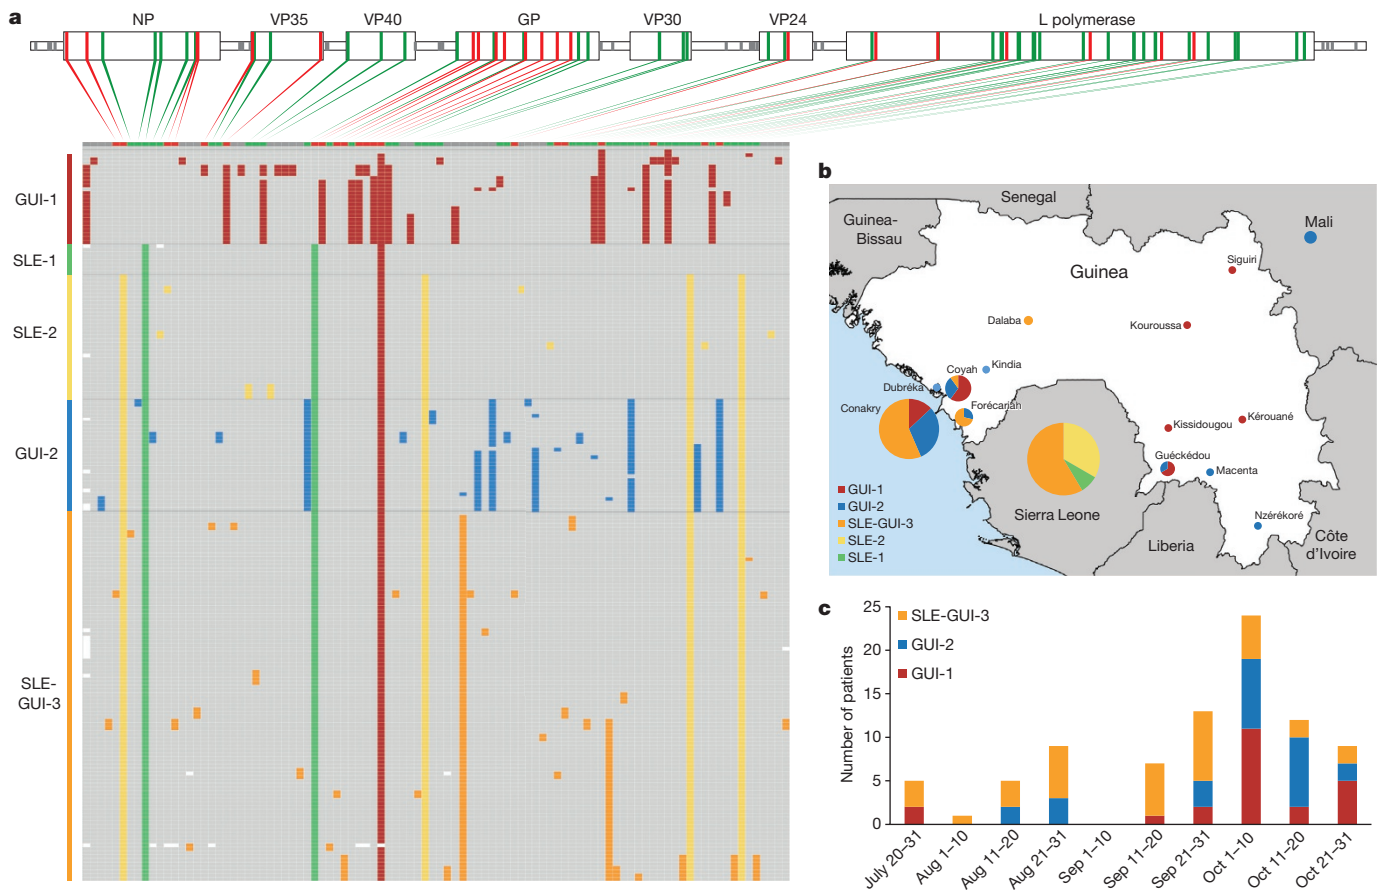 a
NP VP35 VP40 GP VP30 VP24 L polymerase
GUI-1
SLE-1
SLE-2
GUI-2
SLE-
GUI-3
b
Senegal
Guinea-
Bissau
Mali
Guinea
Siguiri
Dalaba
Kouroussa
Coyah
Kindia
Dubréka
Conakry
Forécariah
Kissidougou
Kérouané
Guéckédou
Macenta
Nzérékoré
Sierra Leone
Liberia
Côte
d'Ivoire
GUI-1
GUI-2
SLE-GUI-3
SLE-2
SLE-1
c
Number of patients
25
20
15
10
5
0
SLE-GUI-3
GUI-2
GUI-1
July 20–31
Aug 1–10
Aug 11–20
Aug 21–31
Sep 1–10
Sep 11–20
Sep 21–31
Oct 1–10
Oct 11–20
Oct 21–31